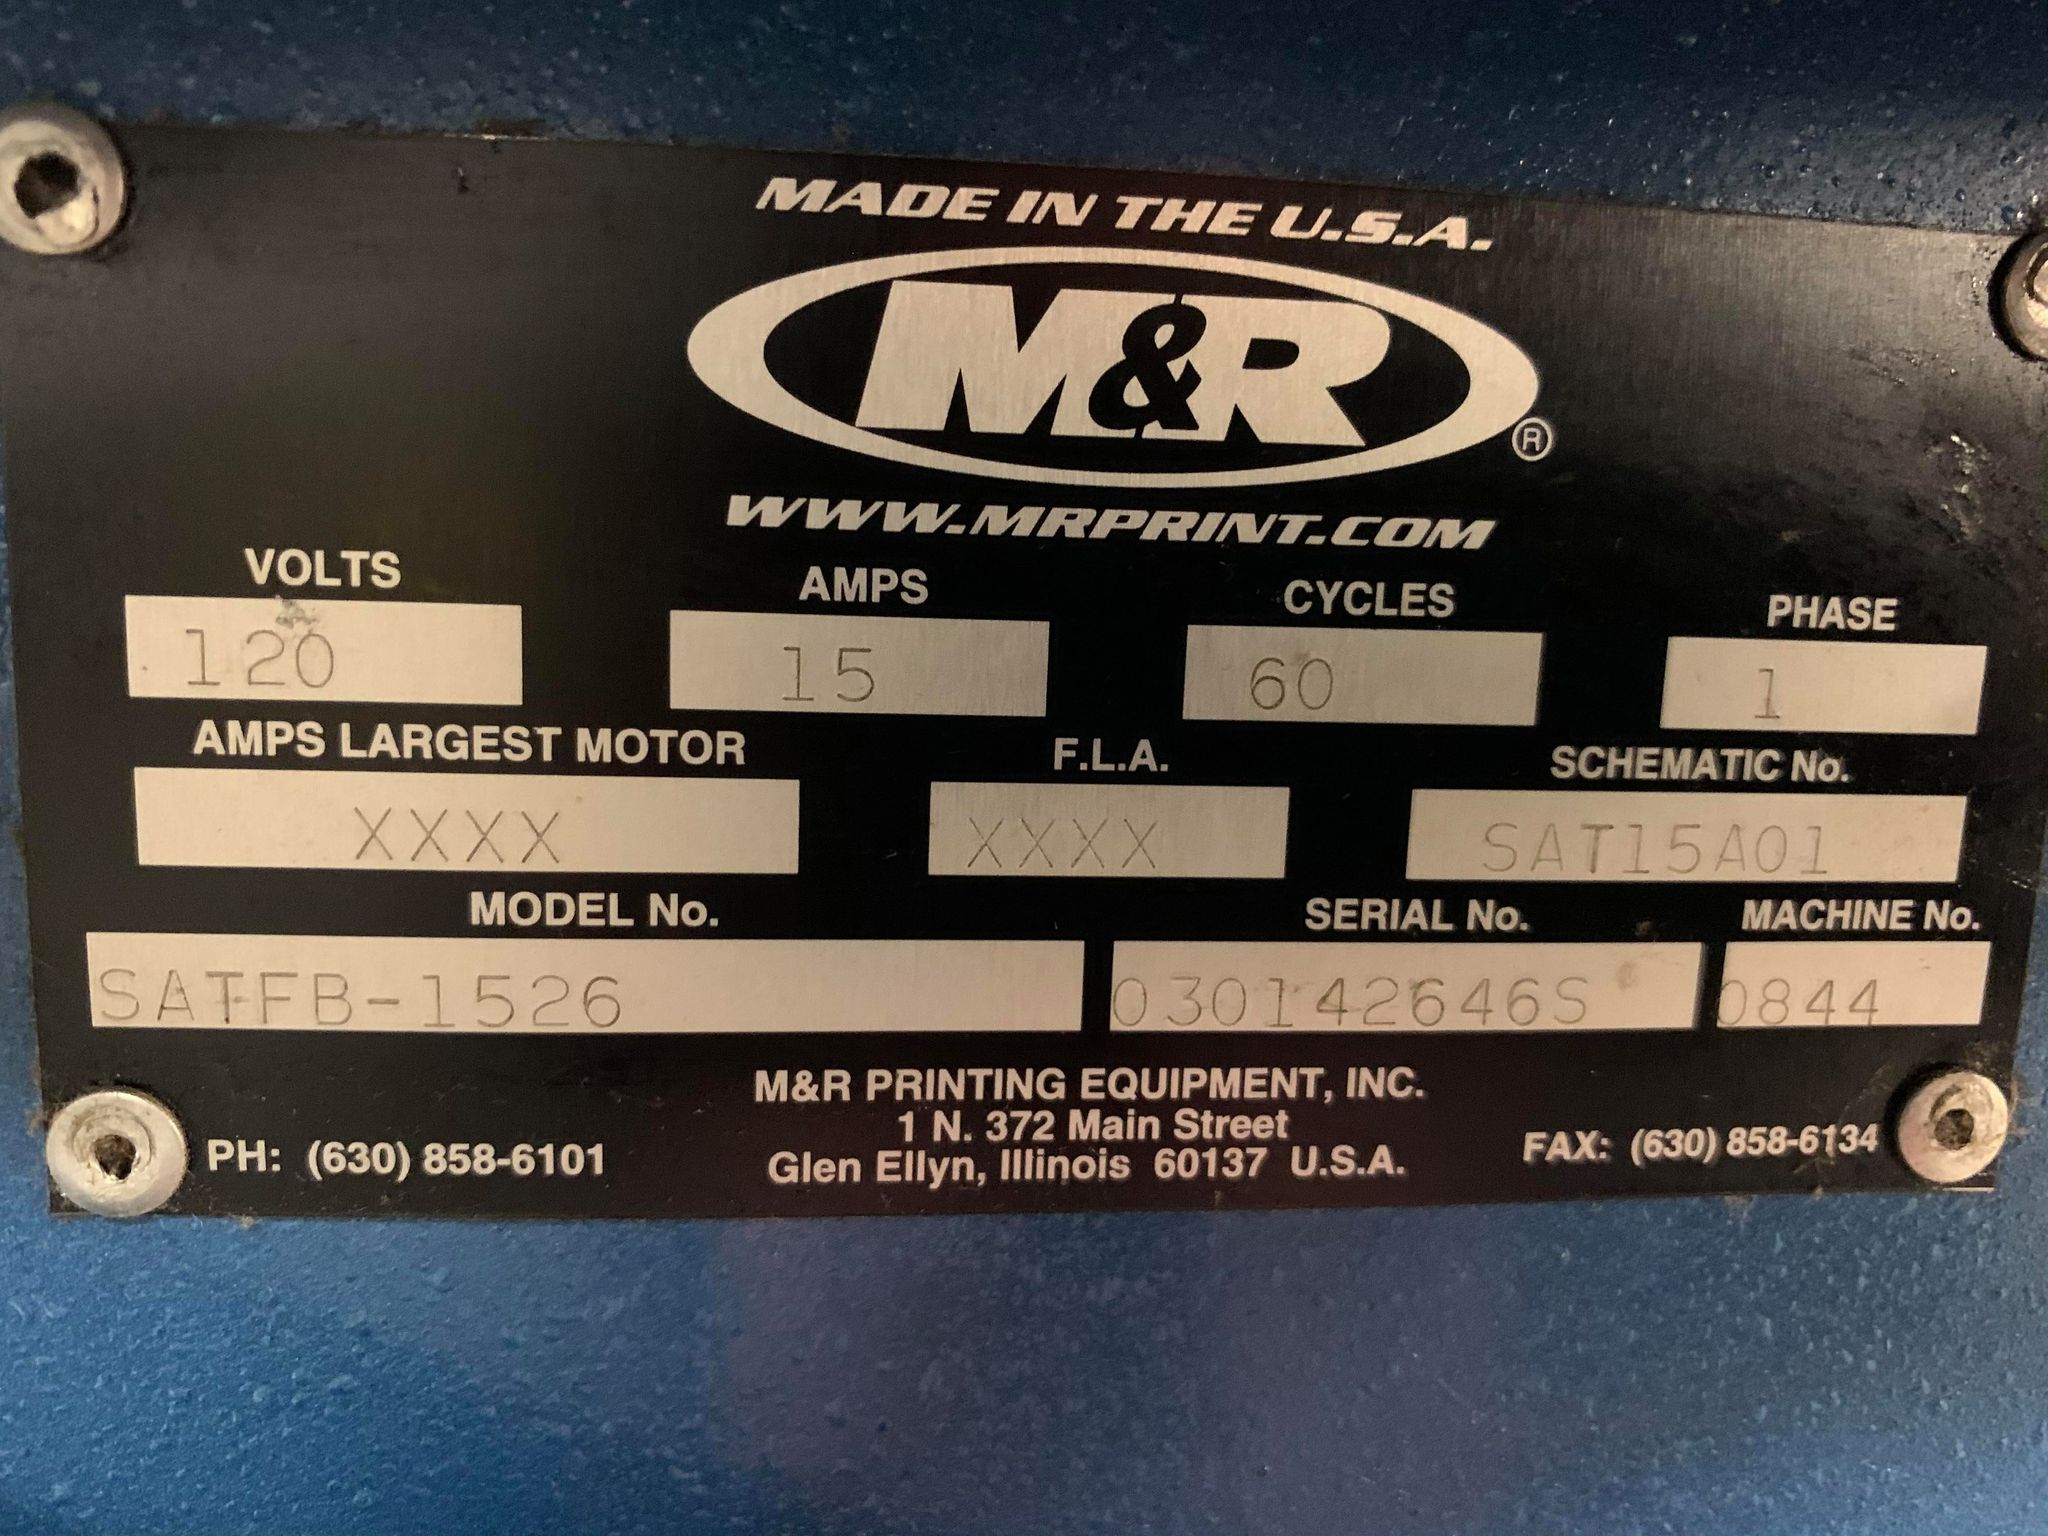 MADE IN THE U.S.A.
M&R ®
WWW.MRPRINT.COM
VOLTS AMPS CYCLES PHASE
120 15 60 1
AMPS LARGEST MOTOR F.L.A. SCHEMATIC No.
XXXX XXXX SAT15A01
MODEL No. SERIAL No. MACHINE No.
SATFB-1526 030142646S 0844
M&R PRINTING EQUIPMENT, INC.
1 N. 372 Main Street
PH: (630) 858-6101 Glen Ellyn, Illinois 60137 U.S.A. FAX: (630) 858-6134